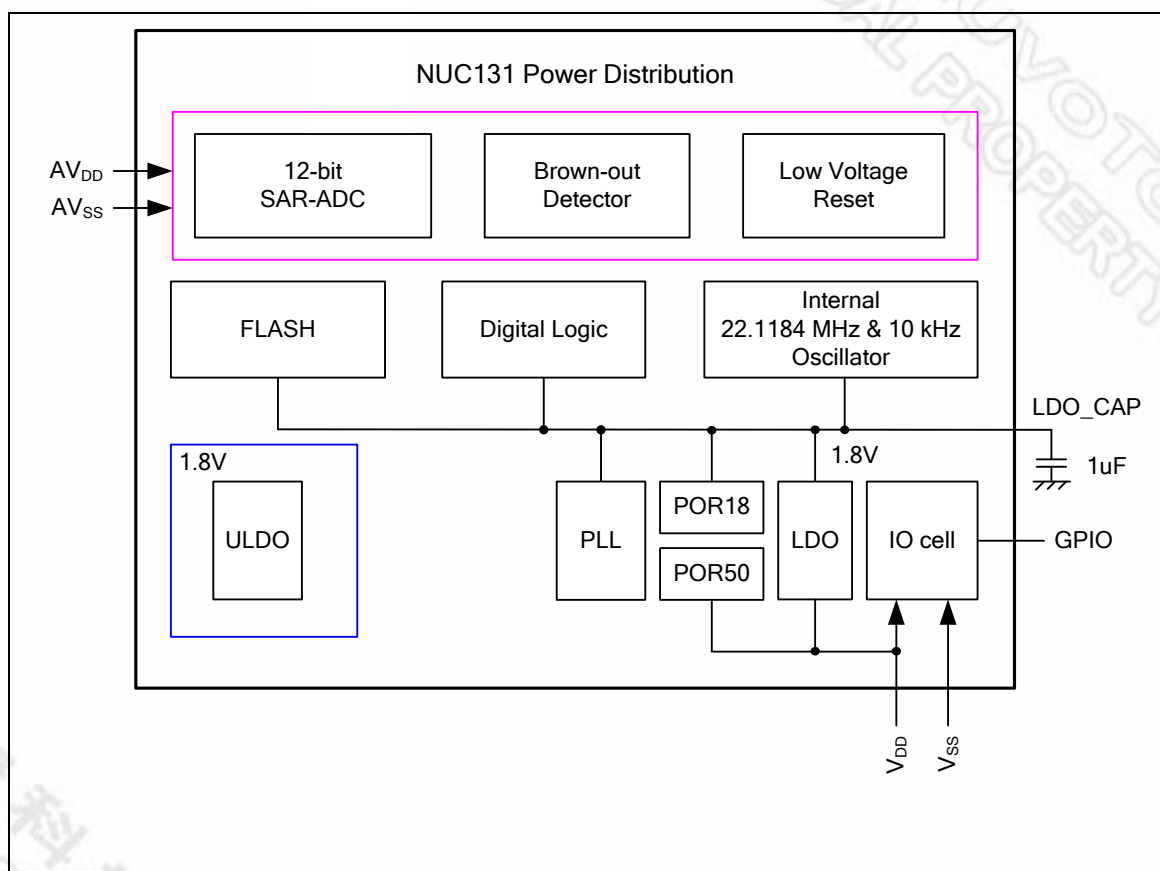 NUC131 Power Distribution
AVDD
AVSS
12-bit
SAR-ADC
Brown-out
Detector
Low Voltage
Reset
FLASH
Digital Logic
Internal
22.1184 MHz & 10 kHz
Oscillator
LDO_CAP
1uF
1.8V
ULDO
PLL
POR18
POR50
1.8V
LDO
IO cell
GPIO
VDD
VSS